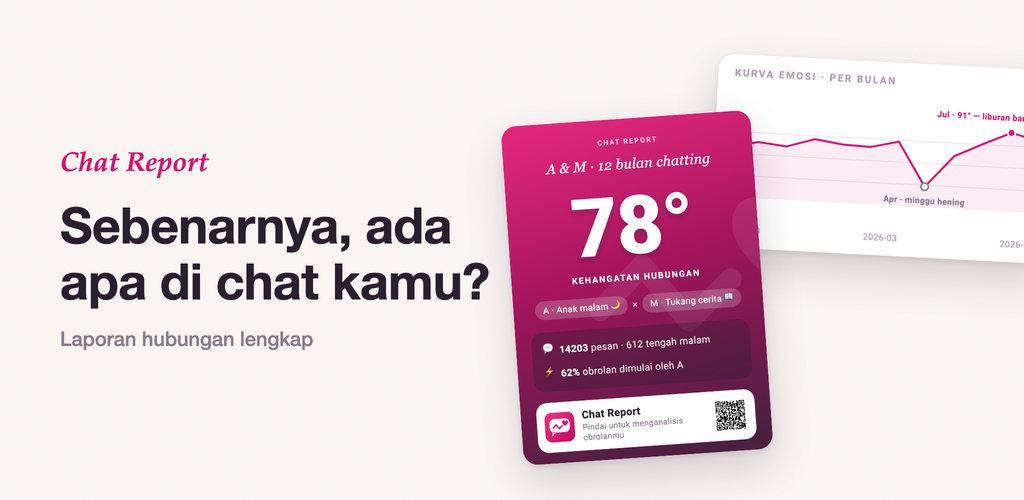 Chat Report
Sebenarnya, ada
apa di chat kamu?
Laporan hubungan lengkap
CHAT REPORT
A & M · 12 bulan chatting
78°
KEHANGATAN HUBUNGAN
A · Anak malam 🌙 × M · Tukang cerita 📖
💬 14203 pesan · 612 tengah malam
⚡ 62% obrolan dimulai oleh A
Chat Report
Pindai untuk menganalisis
obrolanmu
KURVA EMOSI · PER BULAN
Jul · 91° — liburan
Apr · minggu hening
2026-03
2026-